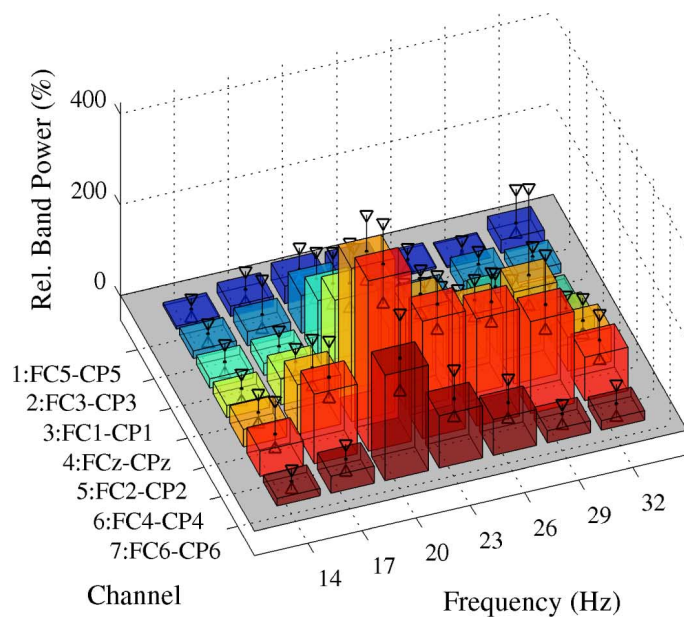 Rel. Band Power (%)
400
200
0
1:FC5-CP5
2:FC3-CP3
3:FC1-CP1
4:FCz-CPz
5:FC2-CP2
6:FC4-CP4
7:FC6-CP6
Channel
14
17
20
23
26
29
32
Frequency (Hz)